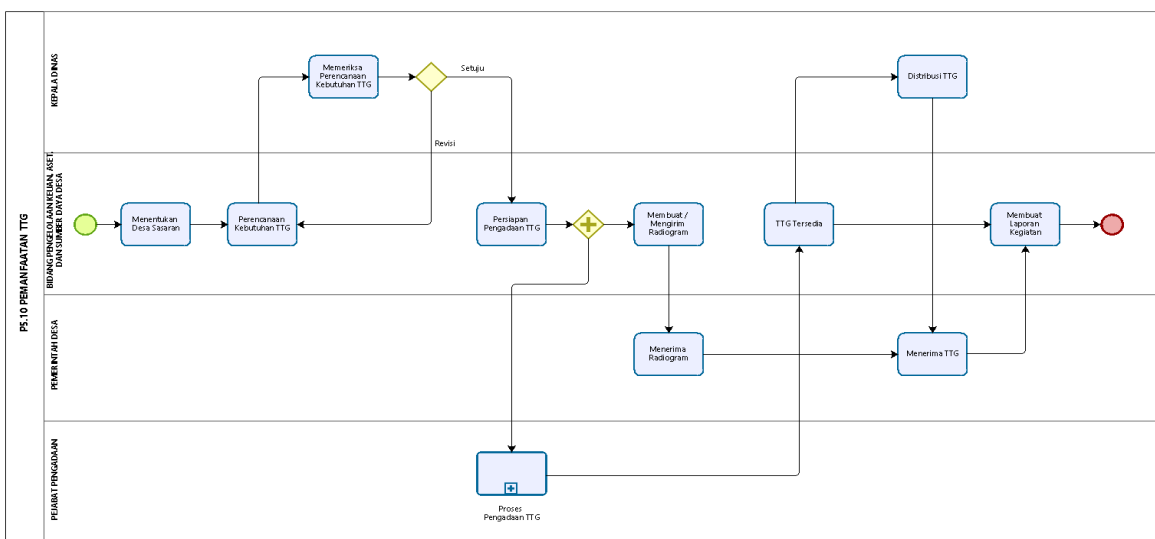 P5.10 PEMANFAATAN TTG
KEPALA DINAS
Memeriksa
Perencanaan
Kebutuhan TTG
Setuju
Revisi
Distribusi TTG
BIDANG PENGELOLAAN KEUAN, ASET,
DAN SUMBER DAYA DESA
Menentukan
Desa Sasaran
Perencanaan
Kebutuhan TTG
Persiapan
Pengadaan TTG
Membuat /
Mengirim
Radiogram
TTG Tersedia
Membuat
Laporan
Kegiatan
PEMERINTAH DESA
Menerima
Radiogram
Menerima TTG
PEJABAT PENGADAAN
Proses
Pengadaan TTG